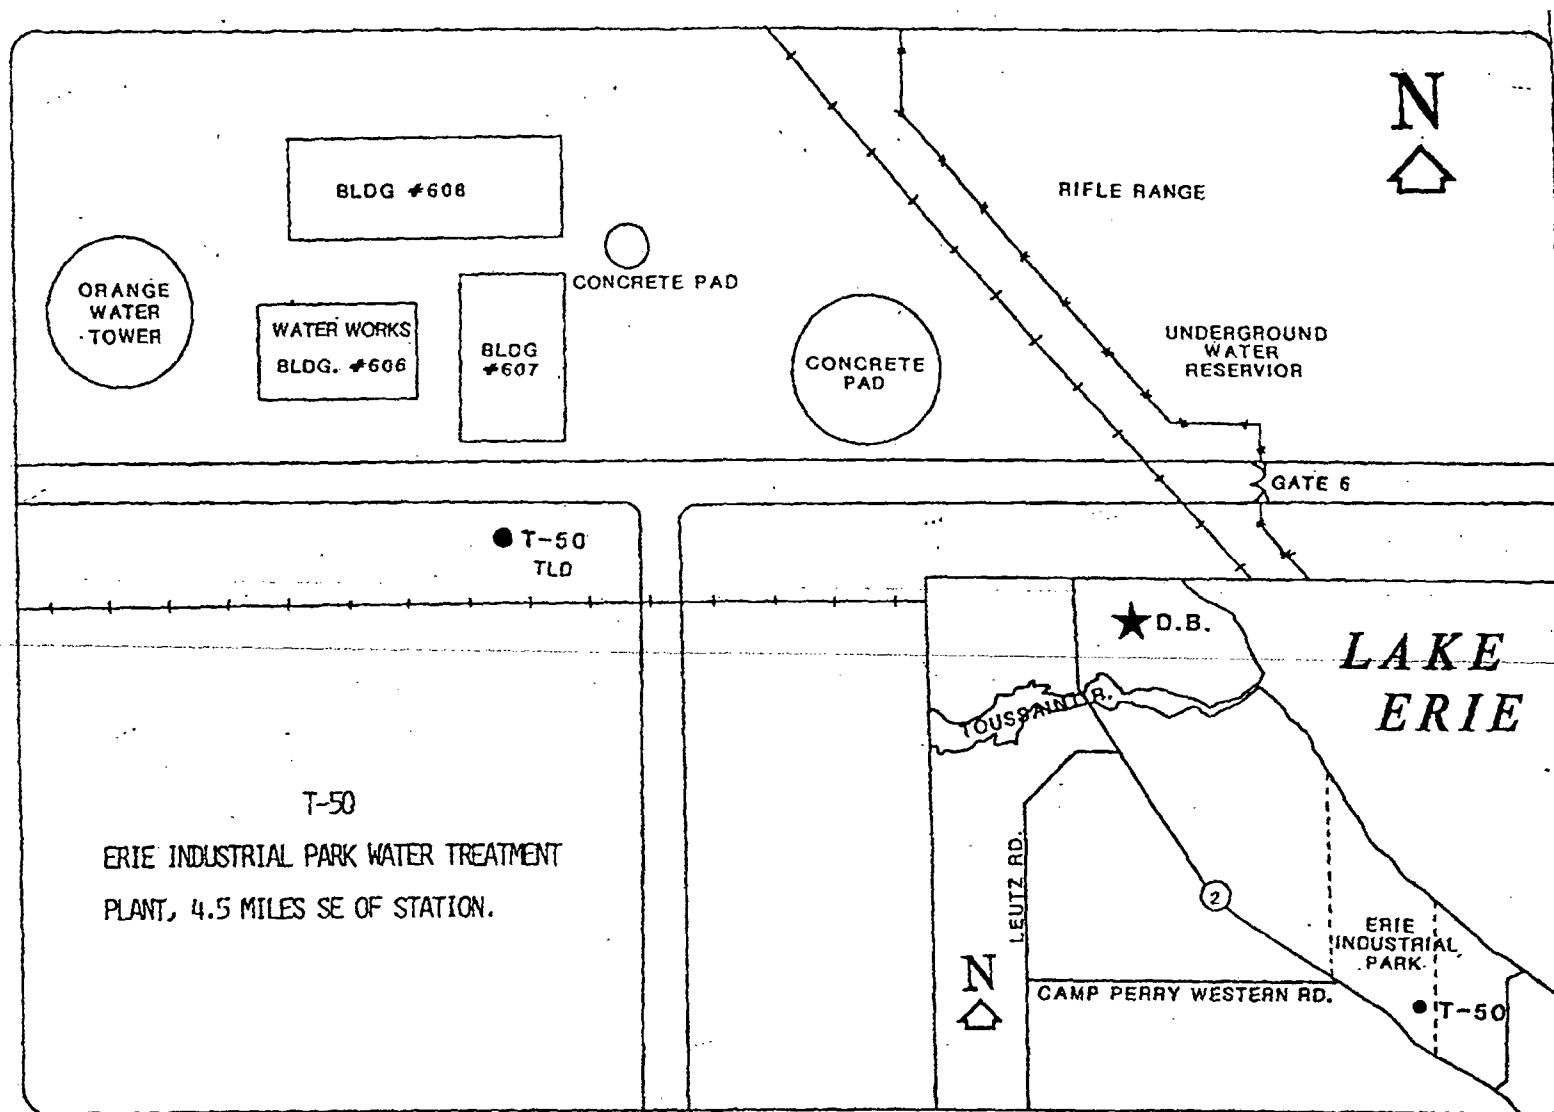 N
BLDG #608
RIFLE RANGE
ORANGE
WATER
TOWER
CONCRETE PAD
WATER WORKS
BLDG. #606
BLDG
#607
CONCRETE
PAD
UNDERGROUND
WATER
RESERVIOR
GATE 6
T-50
TLD
D.B.
LAKE
ERIE
TOUSSAINT R.
T-50
ERIE INDUSTRIAL PARK WATER TREATMENT
PLANT, 4.5 MILES SE OF STATION.
LEUTZ RD.
2
ERIE
INDUSTRIAL
PARK
N
CAMP PERRY WESTERN RD.
T-50